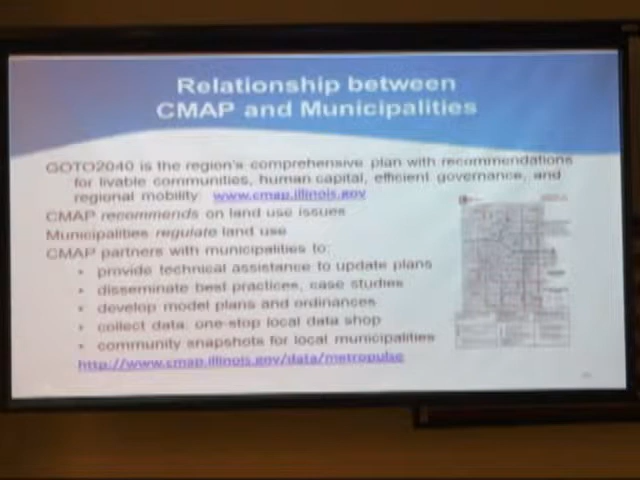 Relationship between
CMAP and Municipalities
GOTO2040 is the region's comprehensive plan with recommendations
for livable communities, human capital, efficient governance, and
regional mobility: www.cmap.illinois.gov
CMAP recommends on land use issues
Municipalities regulate land use
CMAP partners with municipalities to:
• provide technical assistance to update plans
• disseminate best practices, case studies
• develop model plans and ordinances
• collect data: one-stop local data shop
• community snapshots for local municipalities
http://www.cmap.illinois.gov/data/metropulse